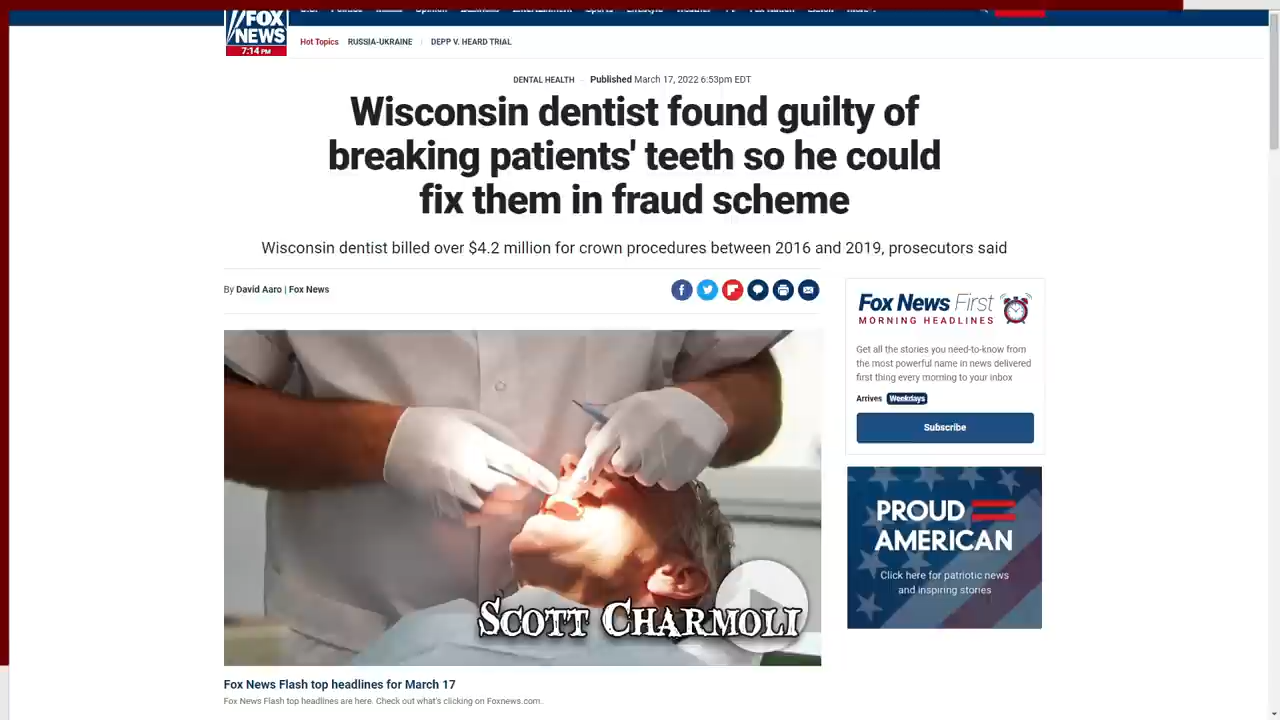 FOX
NEWS
7:14 PM
Hot Topics RUSSIA-UKRAINE DEPP V. HEARD TRIAL
DENTAL HEALTH Published March 17, 2022 6:53pm EDT
Wisconsin dentist found guilty of
breaking patients' teeth so he could
fix them in fraud scheme
Wisconsin dentist billed over $4.2 million for crown procedures between 2016 and 2019, prosecutors said
By David Aaro | Fox News
Fox News First
MORNING HEADLINES
Get all the stories you need-to-know from
the most powerful name in news delivered
first thing every morning to your inbox
Arrives Weekdays
Subscribe
PROUD
AMERICAN
Click here for patriotic news
and inspiring stories
SCOTT CHARMOLI
Fox News Flash top headlines for March 17
Fox News Flash top headlines are here. Check out what's clicking on Foxnews.com.